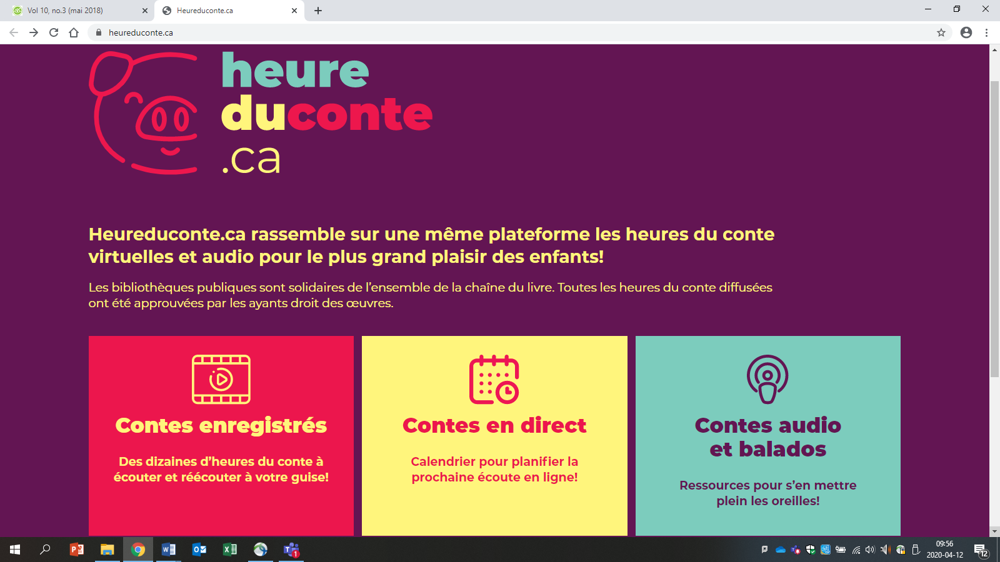 Vol 10, no.3 (mai 2018)
Heureduconte.ca
heureduconte.ca
heure
duconte
.ca
Heureduconte.ca rassemble sur une même plateforme les heures du conte
virtuelles et audio pour le plus grand plaisir des enfants!
Les bibliothèques publiques sont solidaires de l’ensemble de la chaîne du livre. Toutes les heures du conte diffusées
ont été approuvées par les ayants droit des œuvres.
Contes enregistrés
Des dizaines d’heures du conte à
écouter et réécouter à votre guise!
Contes en direct
Calendrier pour planifier la
prochaine écoute en ligne!
Contes audio
et balados
Ressources pour s’en mettre
plein les oreilles!
1
09:56
2020-04-12
12